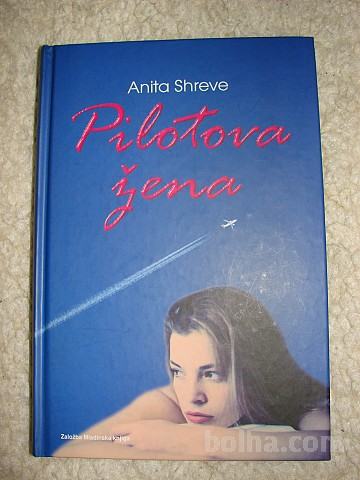 Anita Shreve
Pilotova
žena
Založba Mladinska knjiga
bolha.com